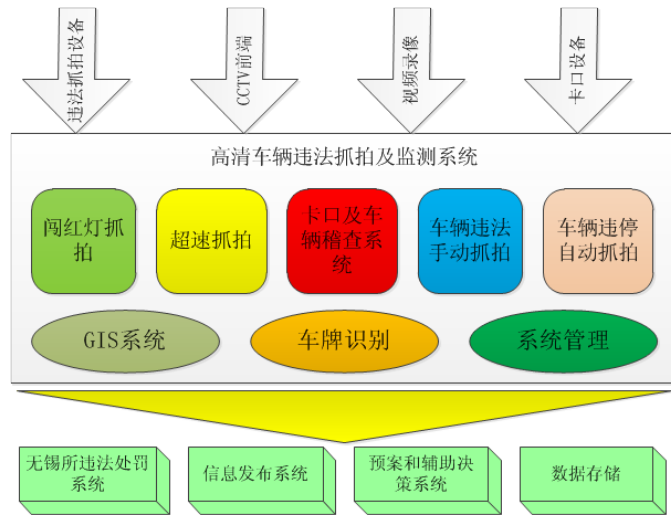 违法抓拍设备
CCTV前端
视频录像
卡口设备
高清车辆违法抓拍及监测系统
闯红灯抓
拍
超速抓拍
卡口及车
辆稽查系
统
车辆违法
手动抓拍
车辆违停
自动抓拍
GIS系统
车牌识别
系统管理
无锡所违法处罚
系统
信息发布系统
预案和辅助决
策系统
数据存储